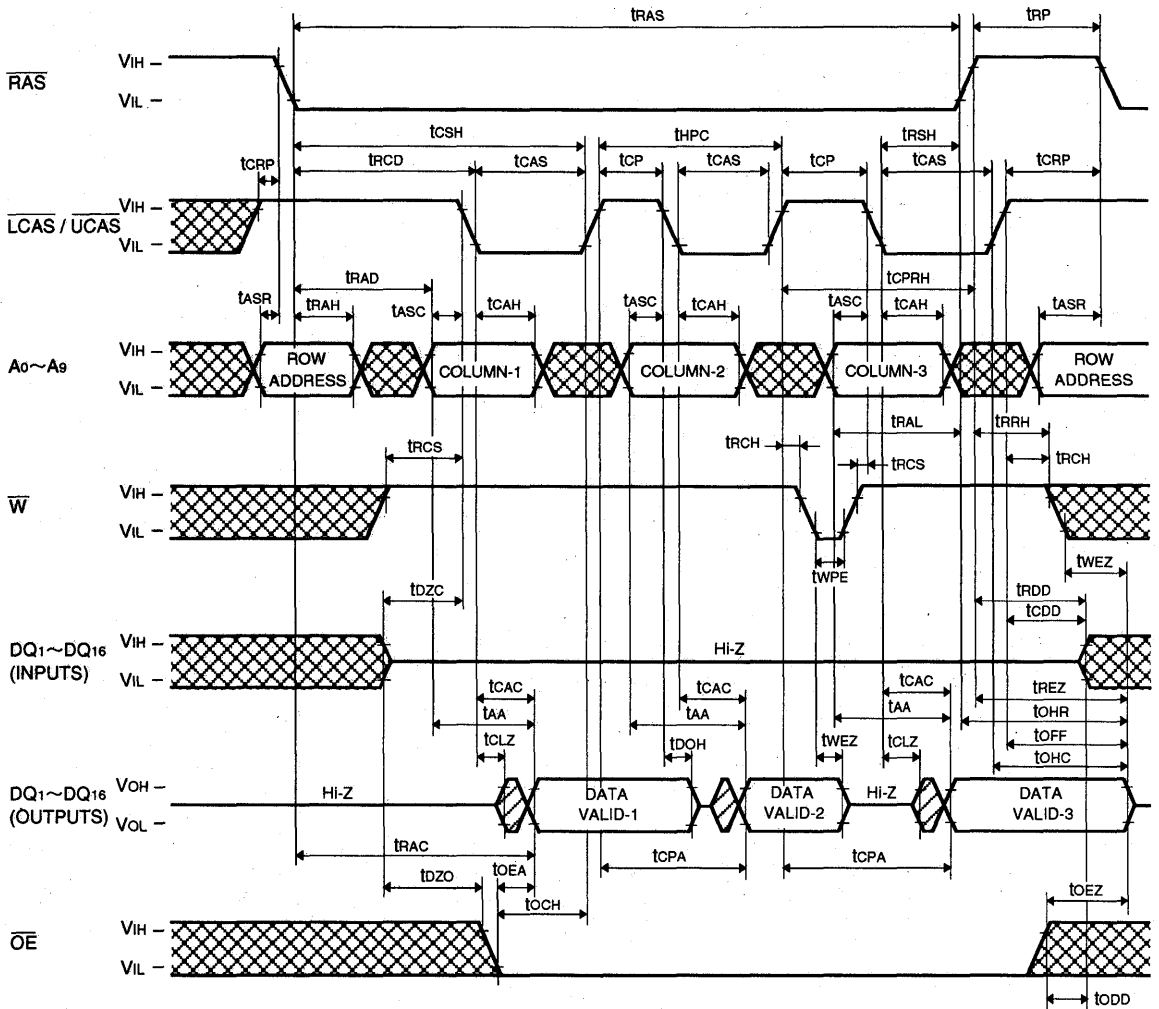 tRAS tRP
RAS VIH
VIL
tCSH tHPC tRSH
tCRP tRCD tCAS tCP tCAS tCP tCAS tCRP
LCAS / UCAS VIH
VIL
tRAD tCPRH
tASR tRAH tASC tCAH tASC tCAH tASC tCAH tASR
A0~A9 VIH
VIL
ROW ADDRESS
COLUMN-1
COLUMN-2
COLUMN-3
ROW ADDRESS
tRCS tRCH tRAL tRRH
tRCS tRCH
W VIH
VIL
tWPE tWEZ
tDZC tRDD
tCDD
DQ1~DQ16 (INPUTS) VIH
VIL
Hi-Z
tCAC tCAC tCAC tREZ
tAA tAA tAA tOHR
tCLZ tDOH tWEZ tCLZ tOFF
tOHC
DQ1~DQ16 (OUTPUTS) VOH
VOL
Hi-Z
DATA VALID-1
DATA VALID-2
Hi-Z
DATA VALID-3
tRAC tCPA tCPA
tDZO tOEA tOEZ
tOCH
OE VIH
VIL
tODD